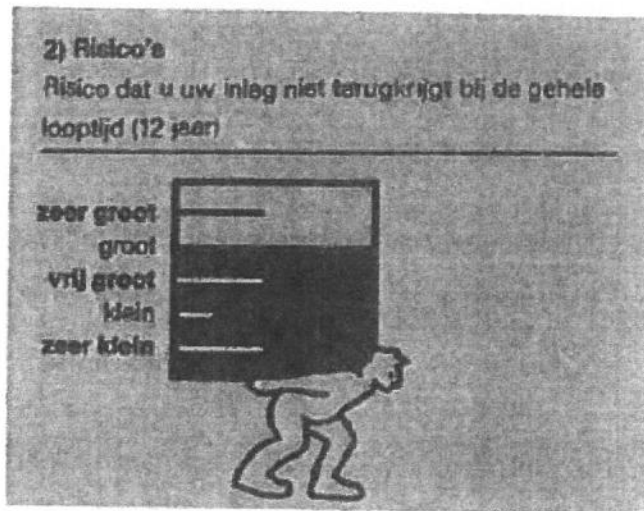 2) Risico's
Risico dat u uw inleg niet terugkrijgt bij de gehele
looptijd (12 jaar)
zeer groot
groot
vrij groot
klein
zeer klein